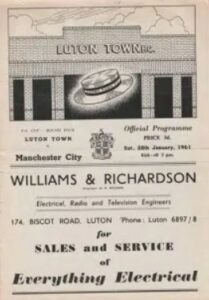 LUTON TOWN F.C.
F.A. CUP - ROUND FOUR
LUTON TOWN
v
Manchester City
Official Programme
PRICE 3d.
Sat. 28th January, 1961
Kick-off 3 p.m.
WILLIAMS & RICHARDSON
Electrical, Radio and Television Engineers
174, BISCOT ROAD, LUTON 'Phone: Luton 6897/8
for
SALES and SERVICE
of
Everything Electrical